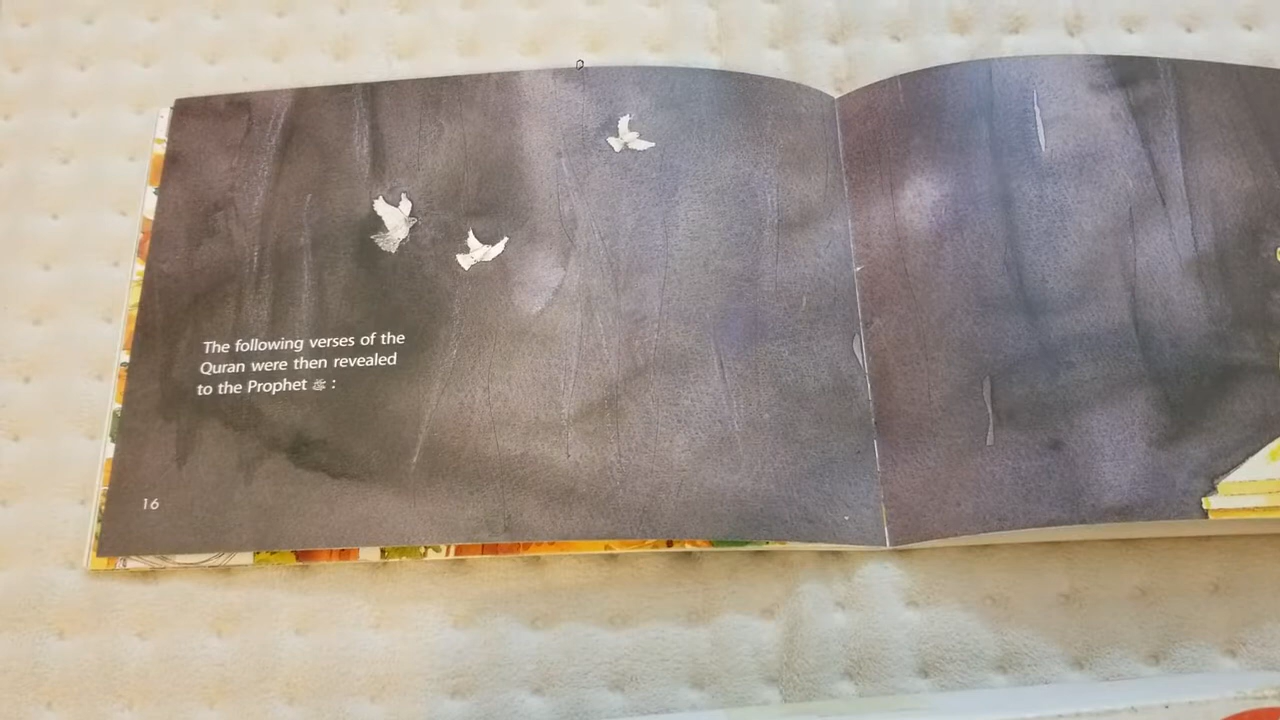 The following verses of the
Quran were then revealed
to the Prophet ﷺ :
16